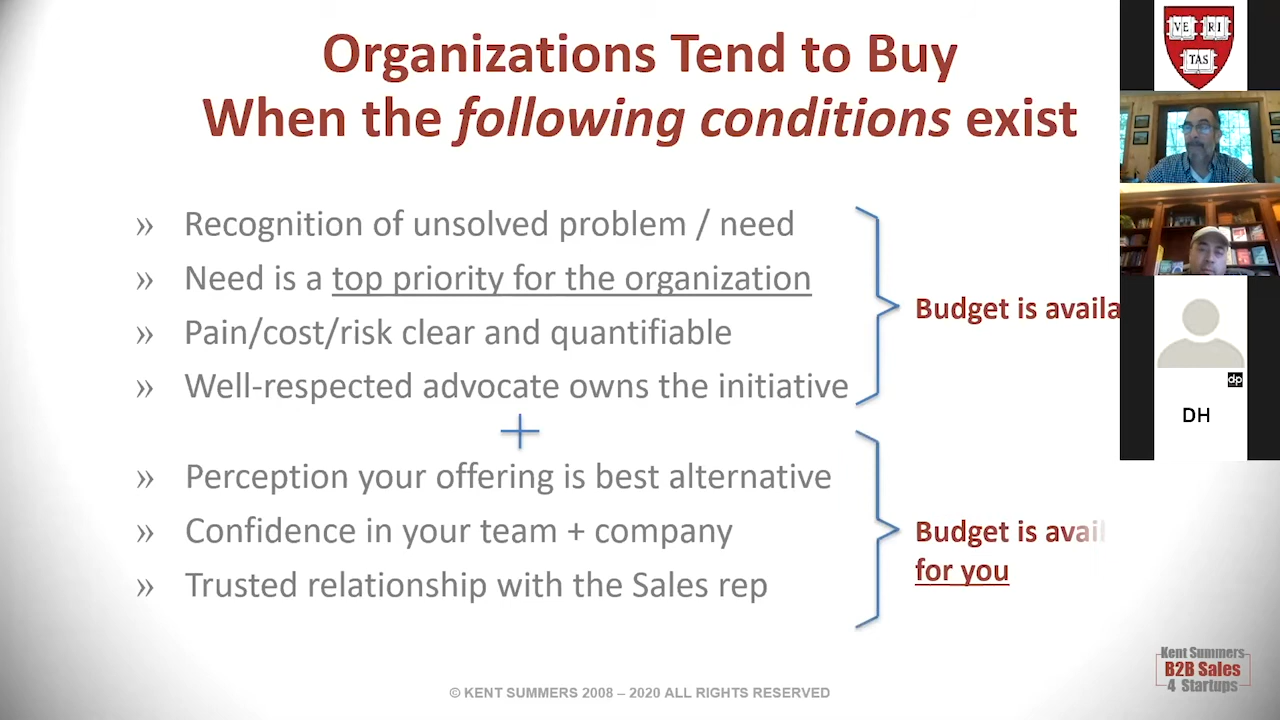 Organizations Tend to Buy
When the following conditions exist
» Recognition of unsolved problem / need
» Need is a top priority for the organization
» Pain/cost/risk clear and quantifiable
» Well-respected advocate owns the initiative
Budget is availa
+
» Perception your offering is best alternative
» Confidence in your team + company
» Trusted relationship with the Sales rep
Budget is avail
for you
© KENT SUMMERS 2008 – 2020 ALL RIGHTS RESERVED
Kent Summers
B2B Sales
4 Startups
VE RI
TAS
dp
DH